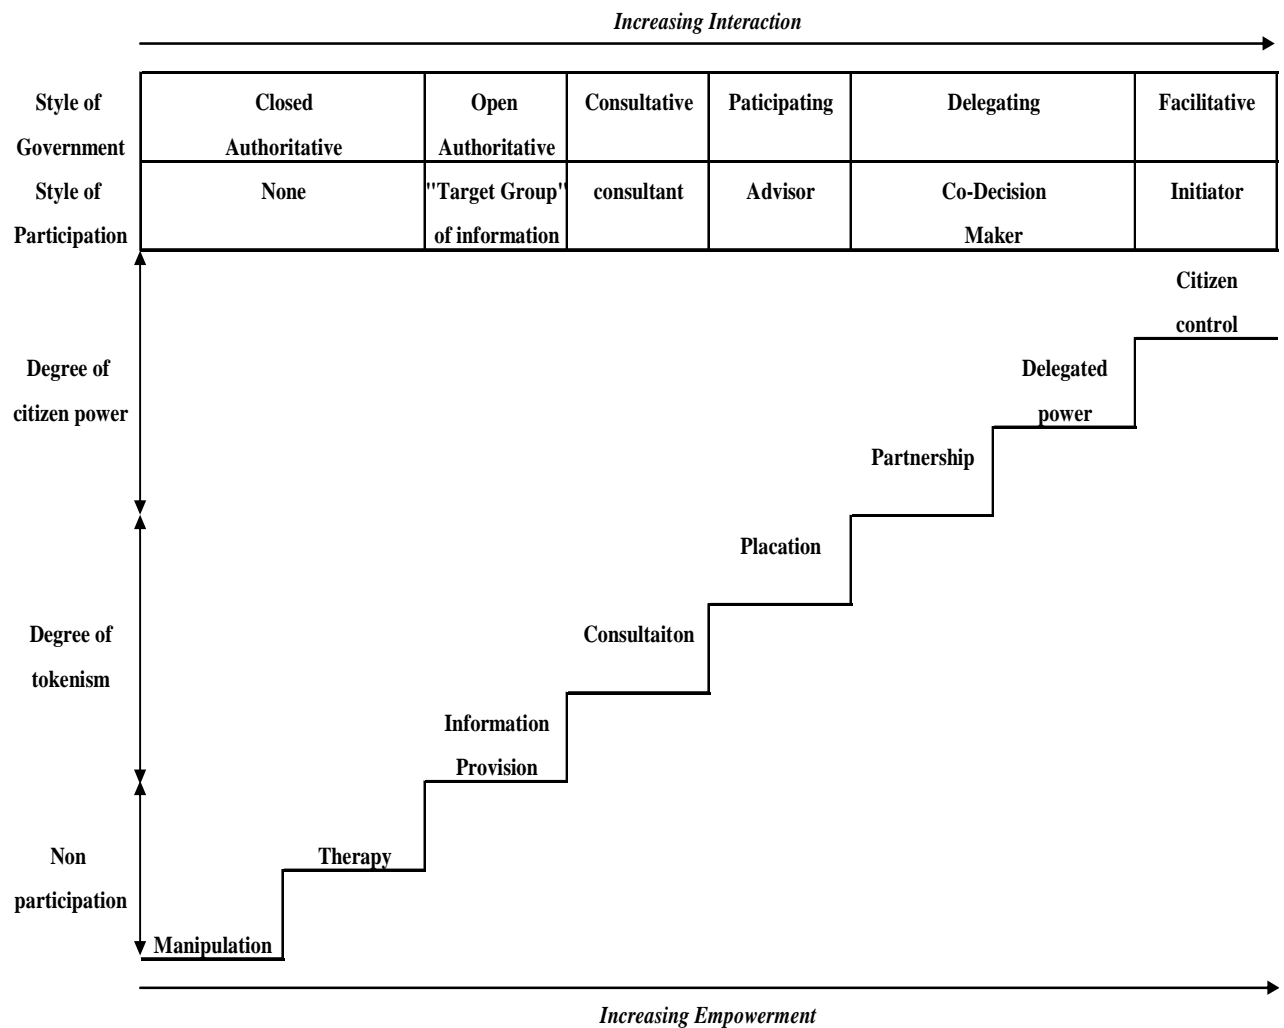 Increasing Interaction
Style of Closed Open Consultative Paticipating Delegating Facilitative
Government Authoritative Authoritative
Style of None "Target Group" consultant Advisor Co-Decision Initiator
Participation of information Maker
Citizen
control
Degree of Delegated
citizen power power
Partnership
Placation
Degree of Consultaiton
tokenism
Information
Provision
Non Therapy
participation
Manipulation
Increasing Empowerment